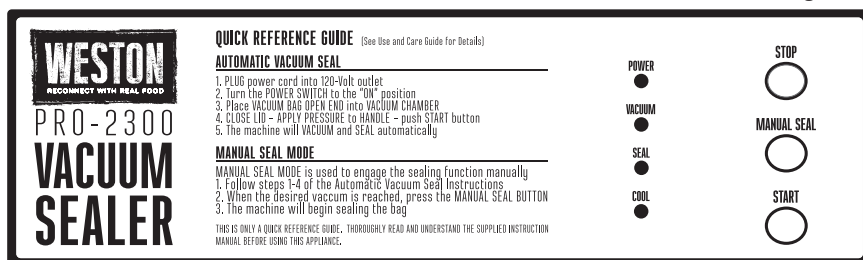 WESTON
RECONNECT WITH REAL FOOD
PRO-2300
VACUUM
SEALER
QUICK REFERENCE GUIDE (See Use and Care Guide for Details)
AUTOMATIC VACUUM SEAL
1. PLUG power cord into 120-Volt outlet
2. Turn the POWER SWITCH to the "ON" position
3. Place VACUUM BAG OPEN END into VACUUM CHAMBER
4. CLOSE LID – APPLY PRESSURE to HANDLE – push START button
5. The machine will VACUUM and SEAL automatically
MANUAL SEAL MODE
MANUAL SEAL MODE is used to engage the sealing function manually
1. Follow steps 1-4 of the Automatic Vacuum Seal Instructions
2. When the desired vaccum is reached, press the MANUAL SEAL BUTTON
3. The machine will begin sealing the bag
THIS IS ONLY A QUICK REFERENCE GUIDE. THOROUGHLY READ AND UNDERSTAND THE SUPPLIED INSTRUCTION
MANUAL BEFORE USING THIS APPLIANCE.
POWER
VACUUM
SEAL
COOL
STOP
MANUAL SEAL
START